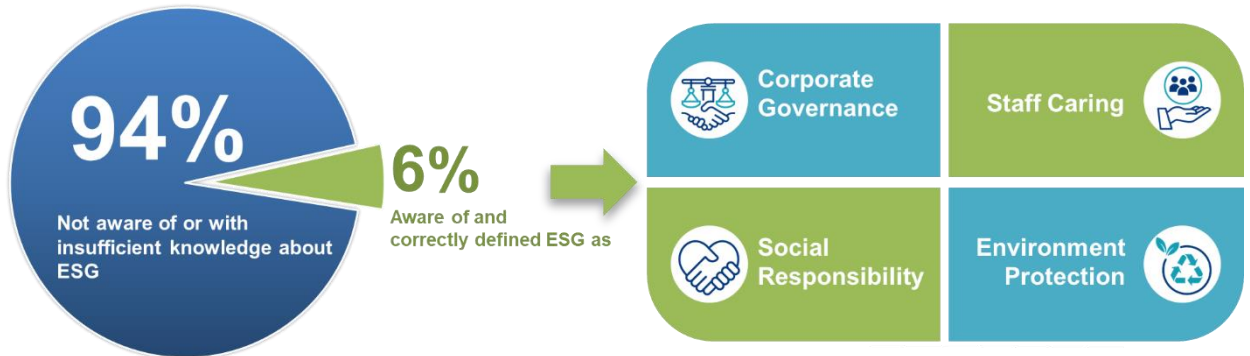 94%
Not aware of or with
insufficient knowledge about
ESG
6%
Aware of and
correctly defined ESG as
Corporate
Governance
Staff Caring
Social
Responsibility
Environment
Protection